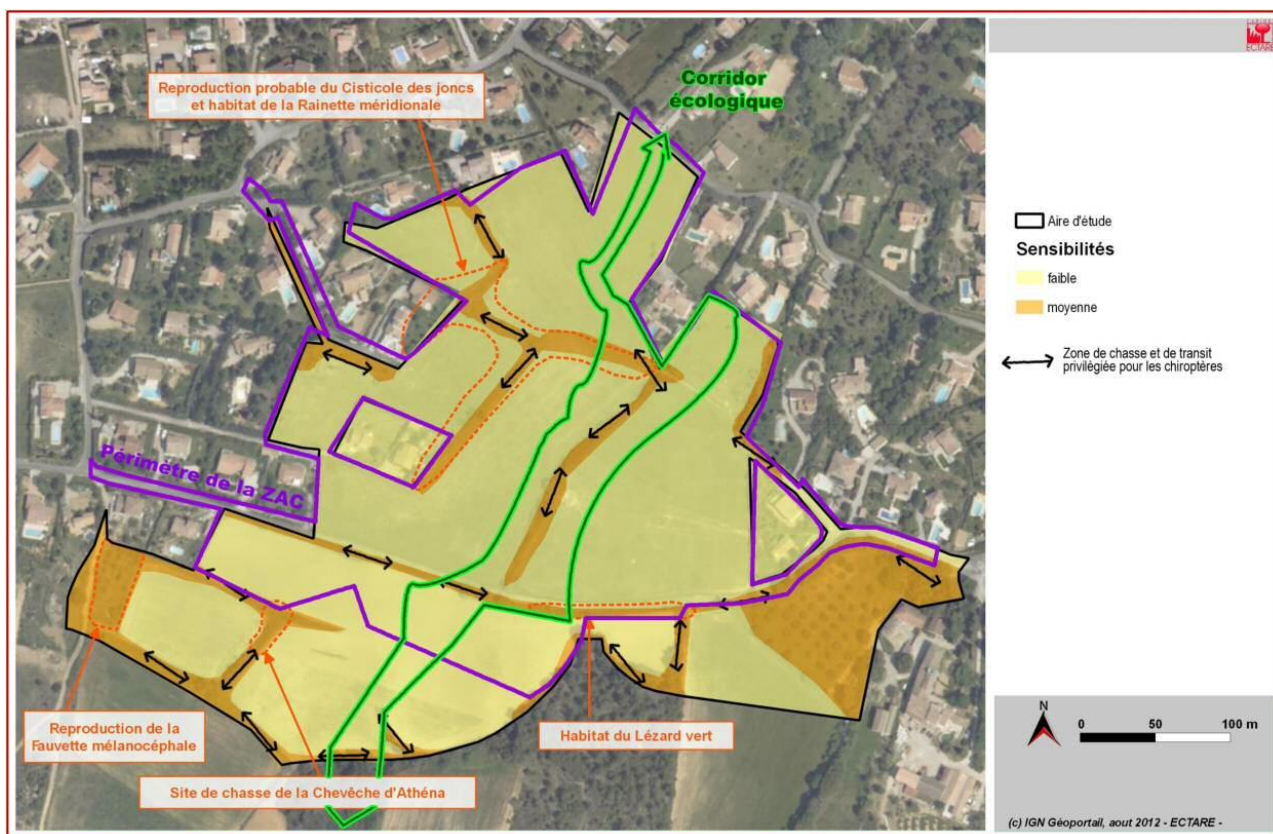 Reproduction probable du Cisticole des joncs
et habitat de la Rainette méridionale
Corridor
écologique
Périmètre de la ZAC
Reproduction de la
Fauvette mélanocéphale
Site de chasse de la Chevêche d'Athéna
Habitat du Lézard vert
ECTARE
Aire d'étude
Sensibilités
faible
moyenne
Zone de chasse et de transit
privilégiée pour les chiroptères
N
0 50 100 m
(c) IGN Géoportail, aout 2012 - ECTARE -